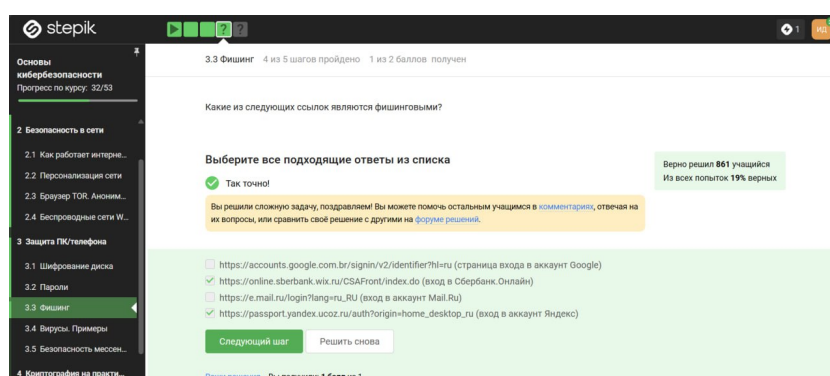 stepik
? ?
1
ИД
Основы
кибербезопасности
Прогресс по курсу: 32/53
3.3 Фишинг 4 из 5 шагов пройдено 1 из 2 баллов получен
Какие из следующих ссылок являются фишинговыми?
2 Безопасность в сети
2.1 Как работает интерне...
2.2 Персонализация сети
2.3 Браузер TOR. Аноним...
2.4 Беспроводные сети W...
3 Защита ПК/телефона
3.1 Шифрование диска
3.2 Пароли
3.3 Фишинг
3.4 Вирусы. Примеры
3.5 Безопасность мессен...
4 Криптография на практи...
Выберите все подходящие ответы из списка
Так точно!
Верно решил 861 учащийся
Из всех попыток 19% верных
Вы решили сложную задачу, поздравляем! Вы можете помочь остальным учащимся в комментариях, отвечая на
их вопросы, или сравнить своё решение с другими на форуме решений.
https://accounts.google.com.br/signin/v2/identifier?hl=ru (страница входа в аккаунт Google)
https://online.sberbank.wix.ru/CSAFront/index.do (вход в Сбербанк.Онлайн)
https://e.mail.ru/login?lang=ru_RU (вход в аккаунт Mail.Ru)
https://passport.yandex.ucoz.ru/auth?origin=home_desktop_ru (вход в аккаунт Яндекс)
Следующий шаг Решить снова